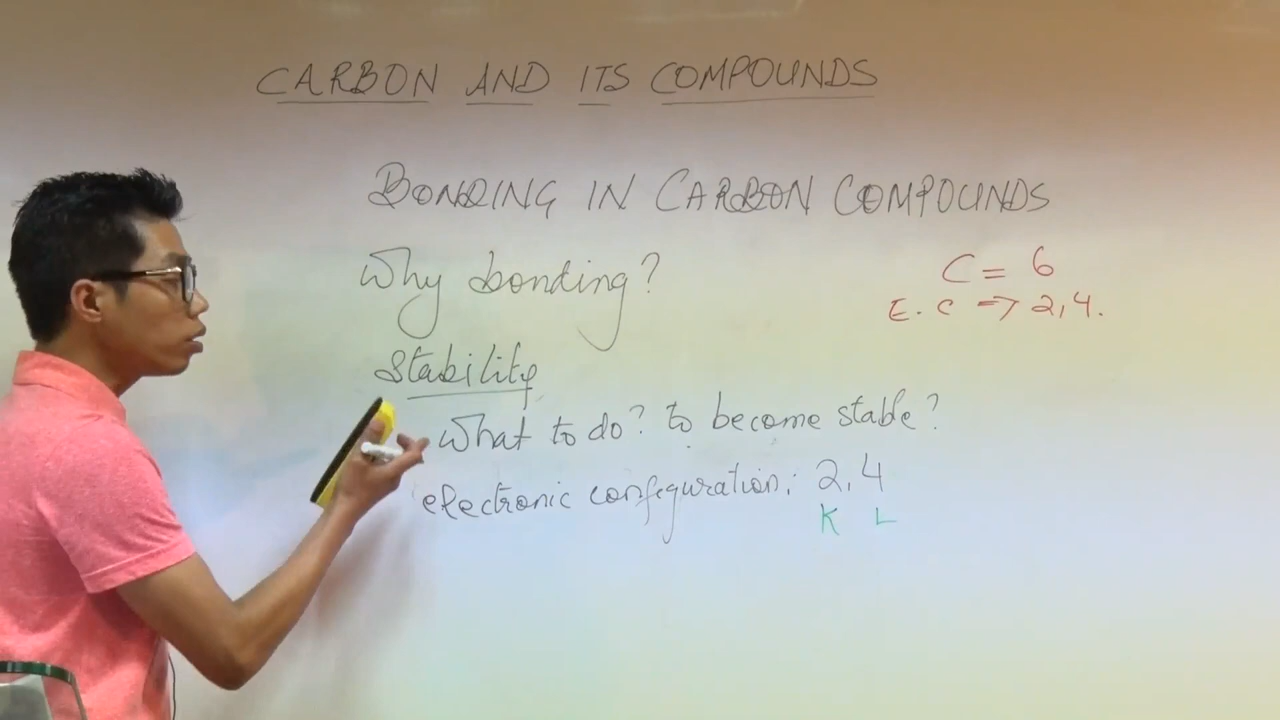 CARBON AND ITS COMPOUNDS
BONDING IN CARBON COMPOUNDS
Why bonding?
C = 6
E. C => 2,4.
Stability
What to do? to become stable?
electronic configuration; 2,4
K L